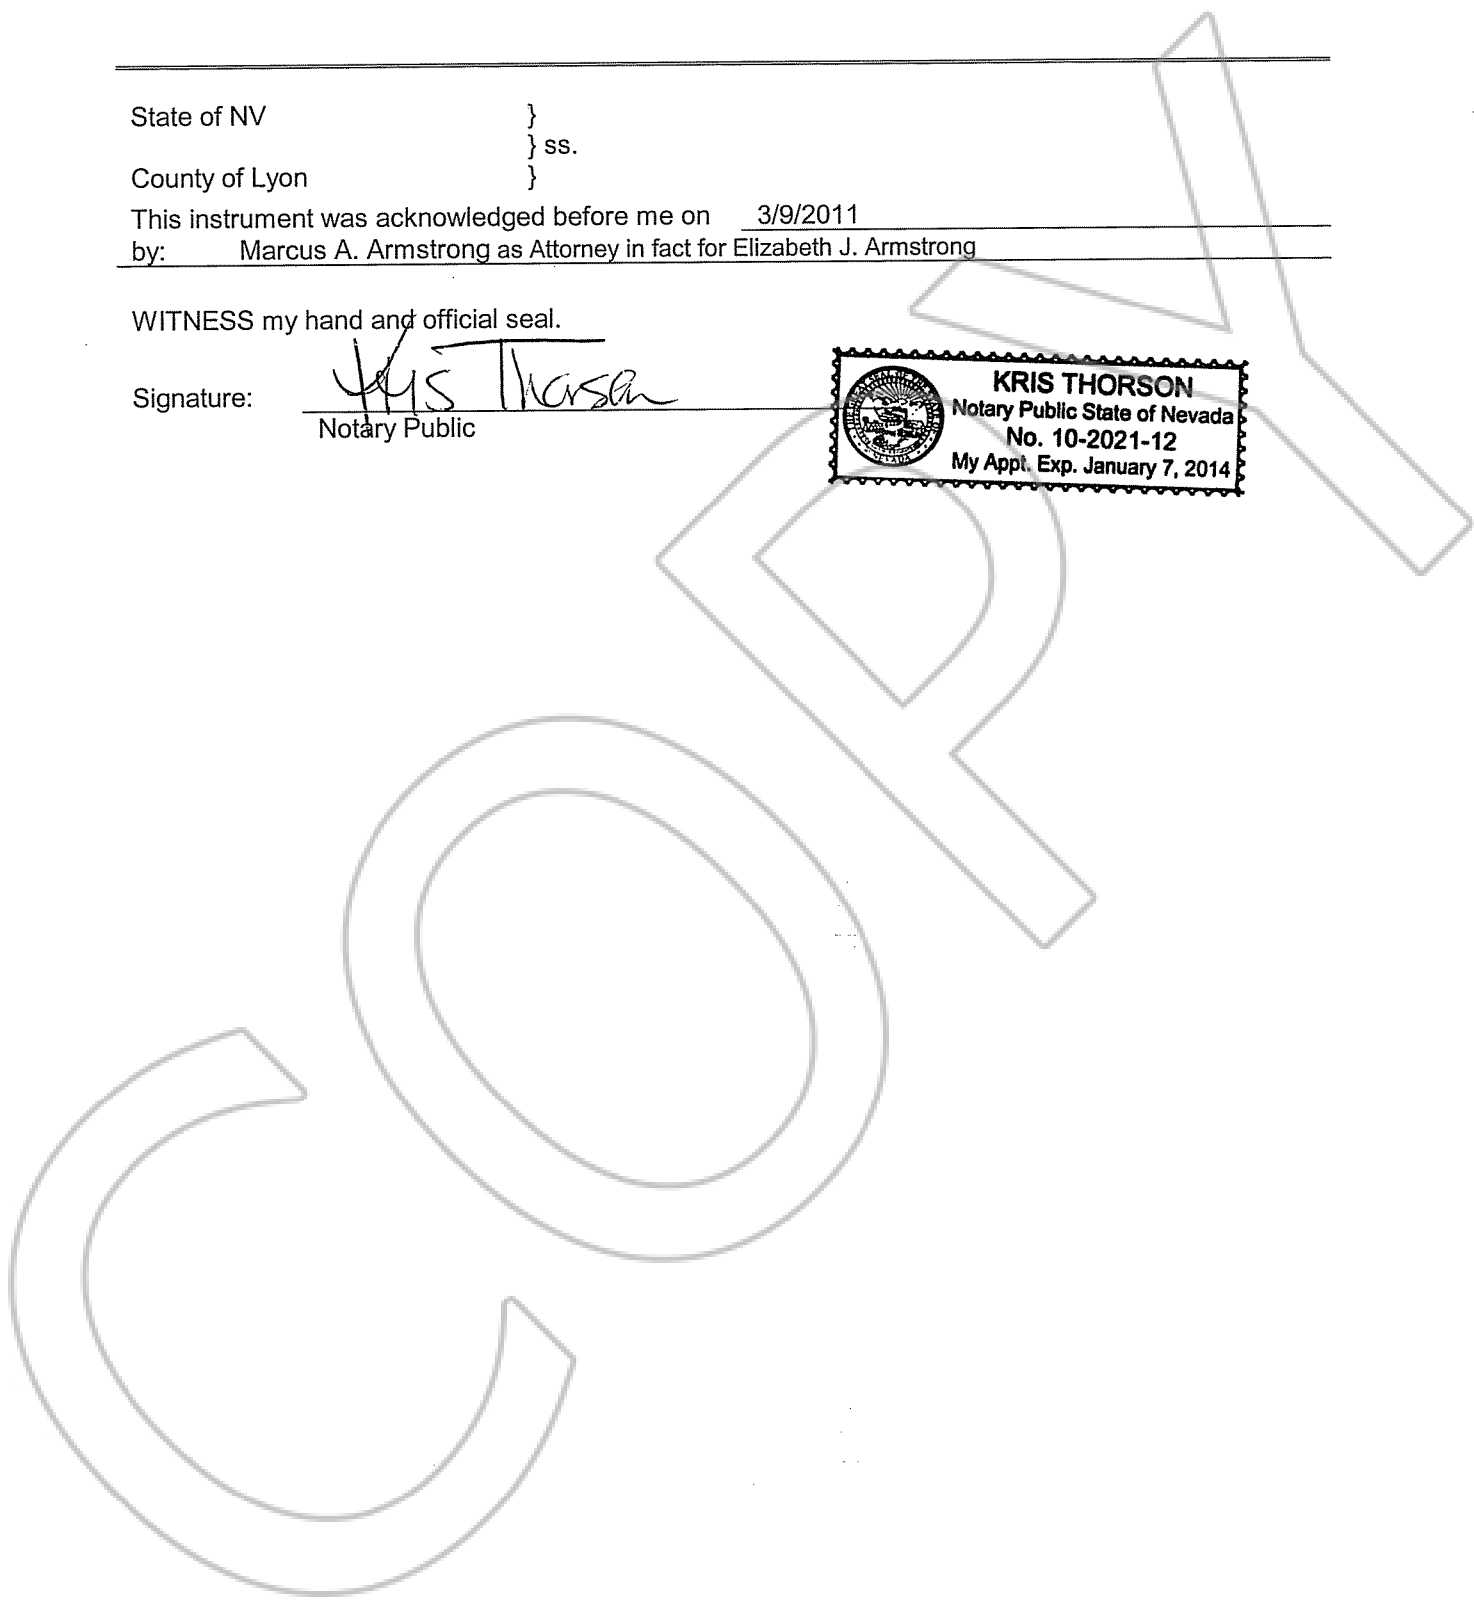 State of NV }
} ss.
County of Lyon }
This instrument was acknowledged before me on 3/9/2011
by: Marcus A. Armstrong as Attorney in fact for Elizabeth J. Armstrong
WITNESS my hand and official seal.
Signature: Kris Thorson
Notary Public
KRIS THORSON
Notary Public State of Nevada
No. 10-2021-12
My Appt. Exp. January 7, 2014
NEVADA
COPY